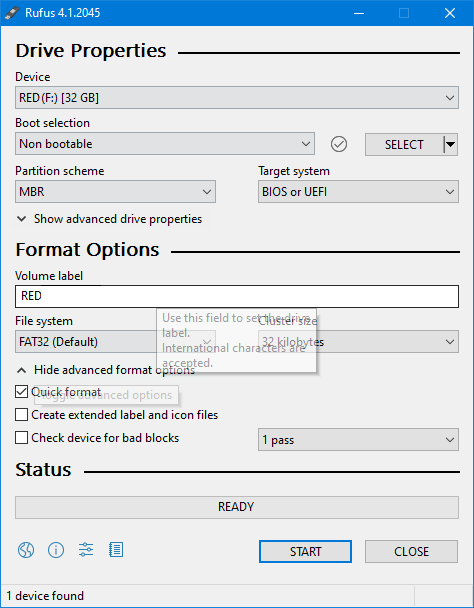 Rufus 4.1.2045
Drive Properties
Device
RED(F:) [32 GB]
Boot selection
Non bootable
SELECT
Partition scheme
Target system
MBR
BIOS or UEFI
Show advanced drive properties
Format Options
Volume label
RED
Use this field to set the drive
label.
International characters are
accepted.
File system
Cluster size
FAT32 (Default)
32 kilobytes
Hide advanced format options
Quick format
Toggle advanced options
Create extended label and icon files
Check device for bad blocks
1 pass
Status
READY
START
CLOSE
1 device found